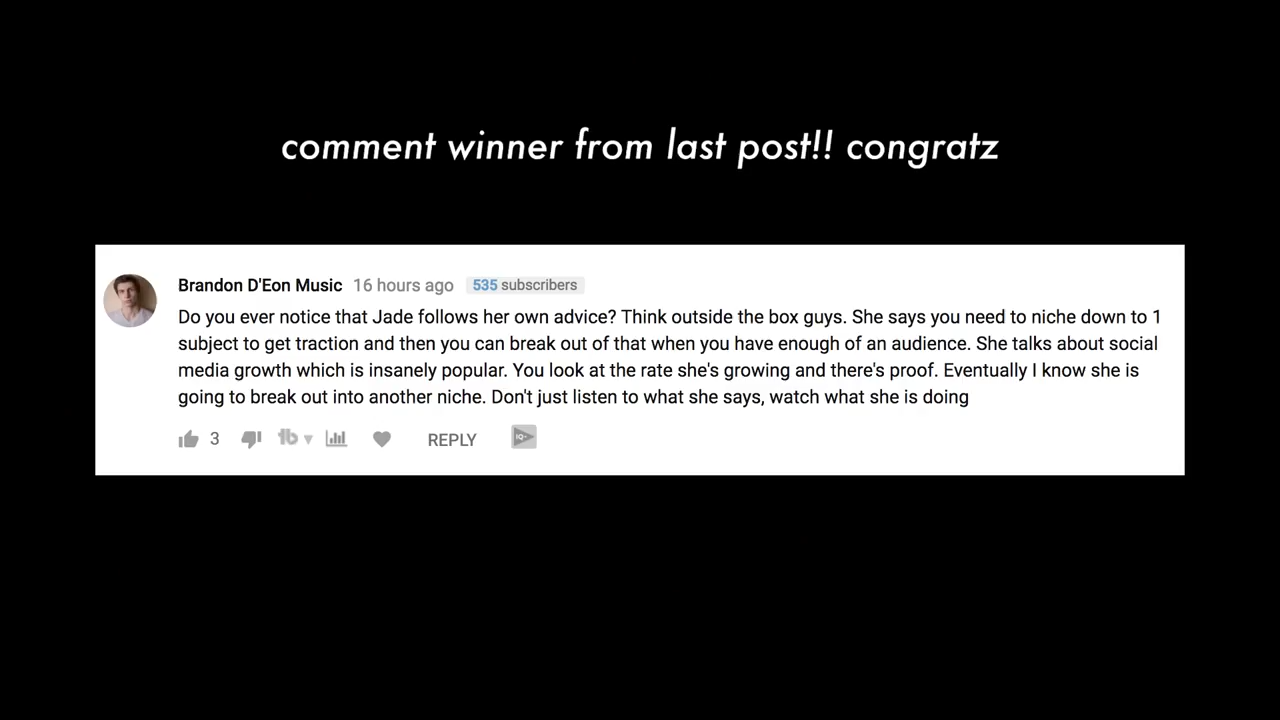 comment winner from last post!! congratz
Brandon D'Eon Music 16 hours ago 535 subscribers
Do you ever notice that Jade follows her own advice? Think outside the box guys. She says you need to niche down to 1
subject to get traction and then you can break out of that when you have enough of an audience. She talks about social
media growth which is insanely popular. You look at the rate she's growing and there's proof. Eventually I know she is
going to break out into another niche. Don't just listen to what she says, watch what she is doing
3 tb REPLY IQ